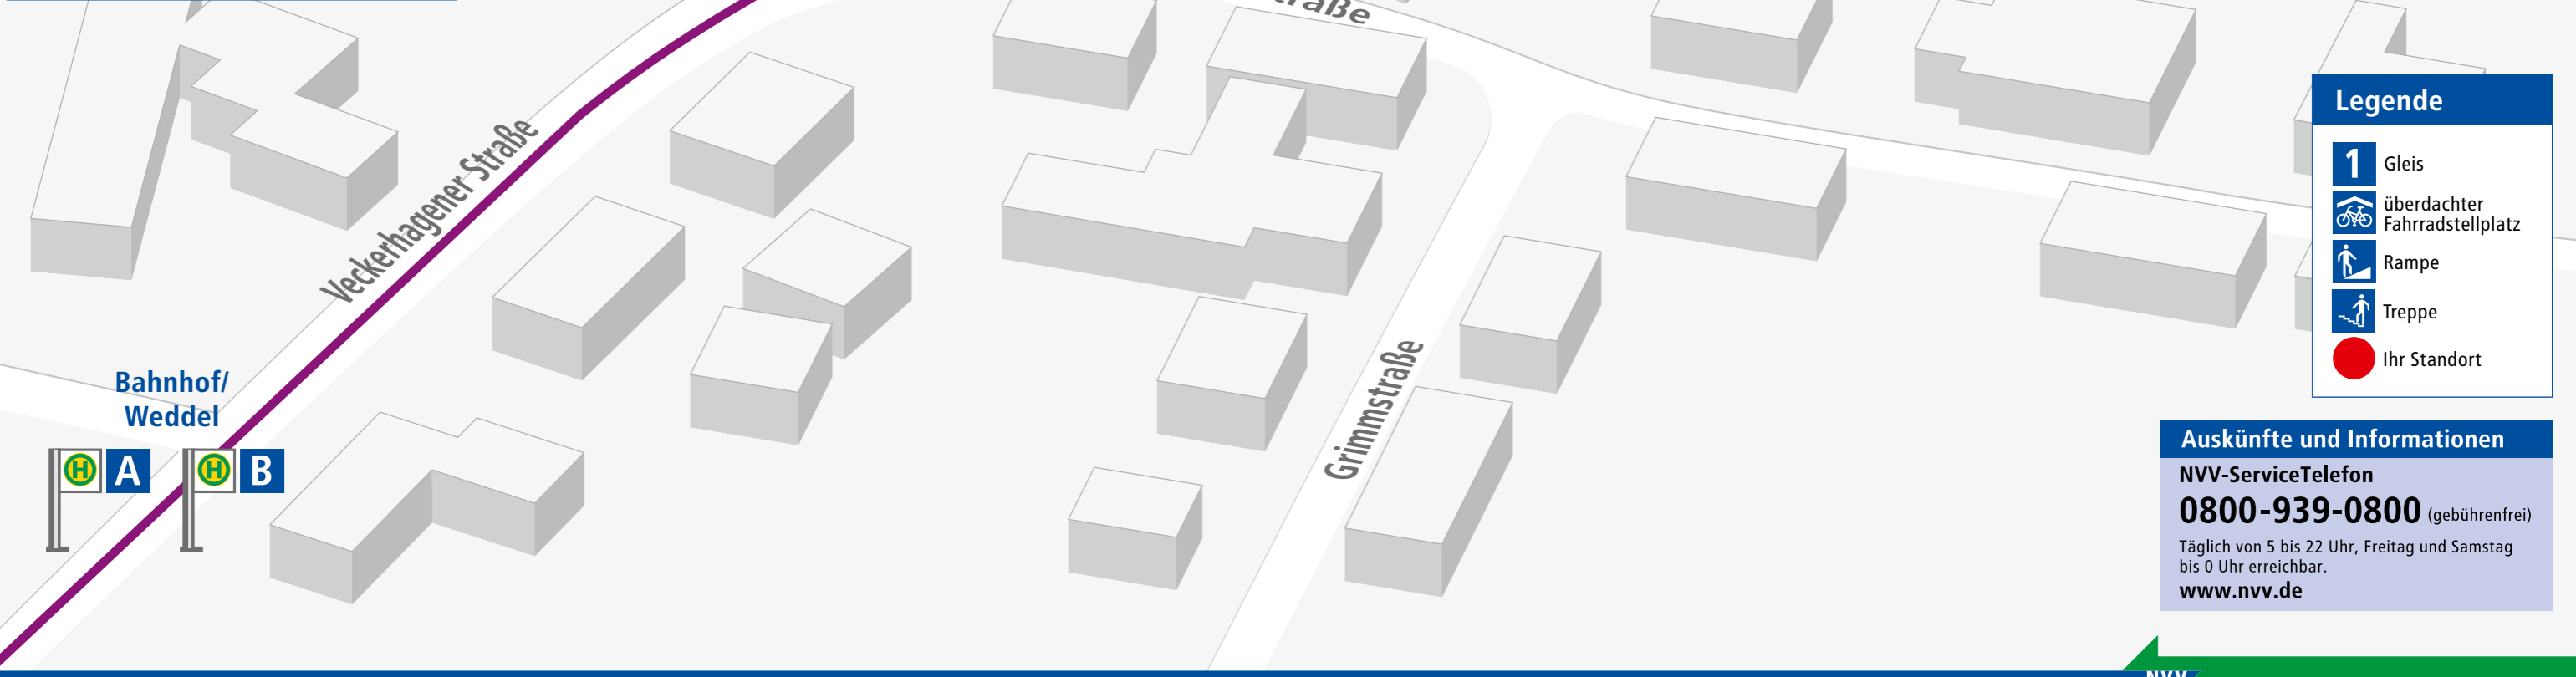 raße
Veckerhagener Straße
Bahnhof/
Weddel
H A
H B
Grimmstraße
Legende
1 Gleis
überdachter
Fahrradstellplatz
Rampe
Treppe
Ihr Standort
Auskünfte und Informationen
NVV-ServiceTelefon
0800-939-0800 (gebührenfrei)
Täglich von 5 bis 22 Uhr, Freitag und Samstag
bis 0 Uhr erreichbar.
www.nvv.de
NVV